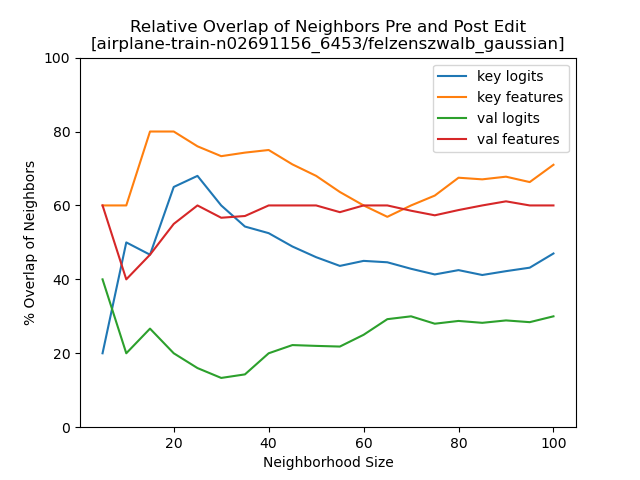 Relative Overlap of Neighbors Pre and Post Edit
[airplane-train-n02691156_6453/felzenszwalb_gaussian]
100
80
60
40
20
0
% Overlap of Neighbors
key logits
key features
val logits
val features
20 40 60 80 100
Neighborhood Size